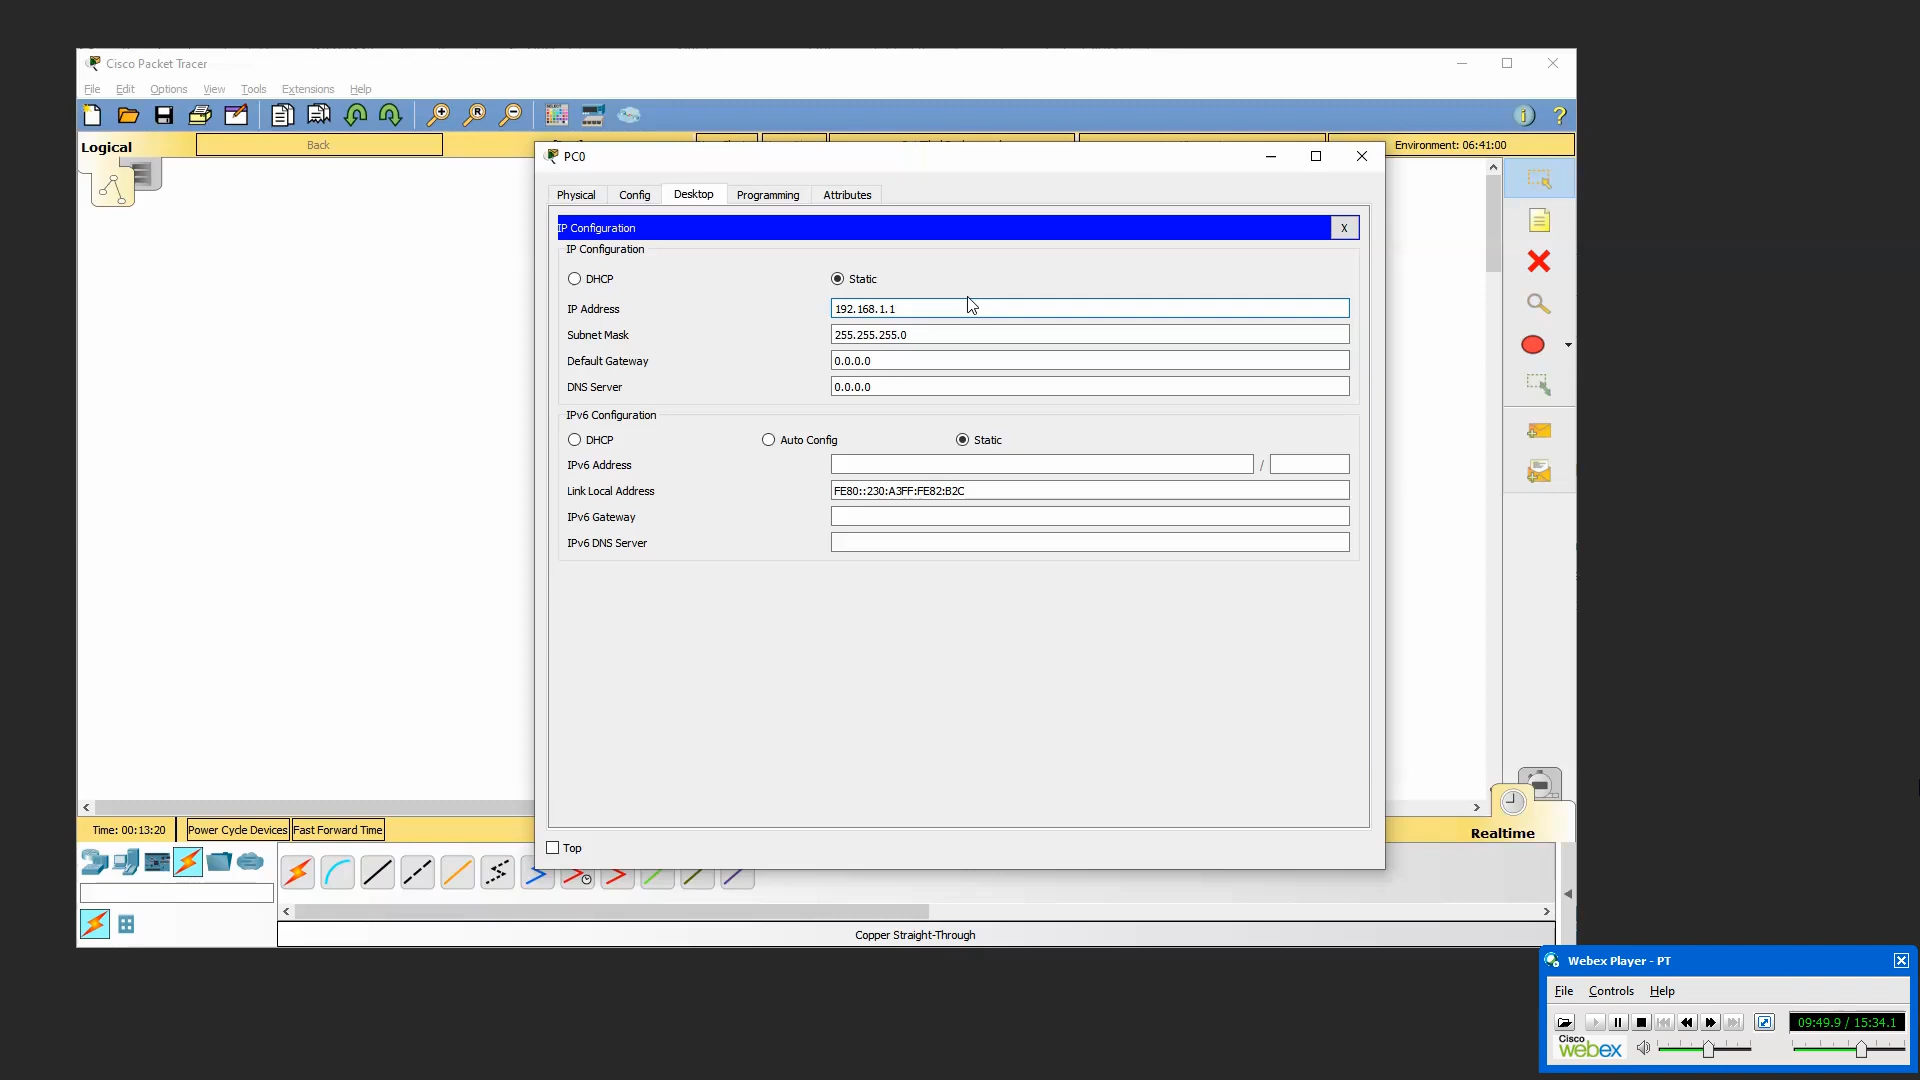 Cisco Packet Tracer
File Edit Options View Tools Extensions Help
Logical
Back
Environment: 06:41:00
PC0
Physical Config Desktop Programming Attributes
IP Configuration
X
IP Configuration
DHCP Static
IP Address 192.168.1.1
Subnet Mask 255.255.255.0
Default Gateway 0.0.0.0
DNS Server 0.0.0.0
IPv6 Configuration
DHCP Auto Config Static
IPv6 Address /
Link Local Address FE80::230:A3FF:FE82:B2C
IPv6 Gateway
IPv6 DNS Server
Top
Time: 00:13:20 Power Cycle Devices Fast Forward Time
Realtime
Copper Straight-Through
Webex Player - PT
File Controls Help
09:49.9 / 15:34.1
Cisco
webex